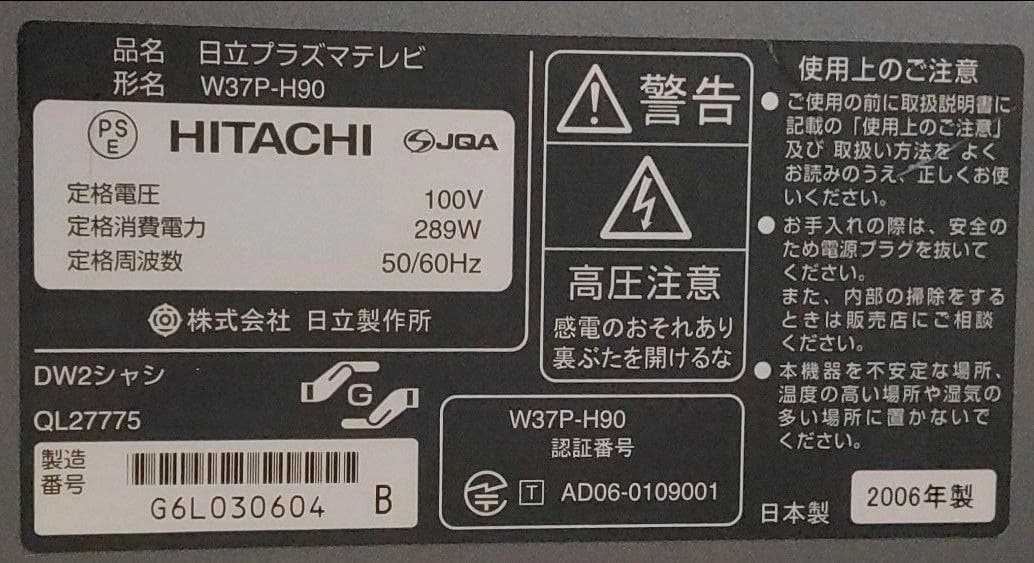 品名 日立プラズマテレビ
形名 W37P-H90
PS
E
HITACHI
JQA
定格電圧 100V
定格消費電力 289W
定格周波数 50/60Hz
株式会社 日立製作所
DW2シャシ
QL27775
G
製造
番号
G6L030604 B
警告
高圧注意
感電のおそれあり
裏ぶたを開けるな
W37P-H90
認証番号
T AD06-0109001
使用上のご注意
●ご使用の前に取扱説明書に
記載の「使用上のご注意」
及び 取扱い方法を よく
お読みのうえ、正しくお使
いください。
●お手入れの際は、安全の
ため電源プラグを抜いて
ください。
また、内部の掃除をする
ときは販売店にご相談
ください。
●本機器を不安定な場所、
温度の高い場所や湿気の
多い場所に置かないで
ください。
日本製 2006年製